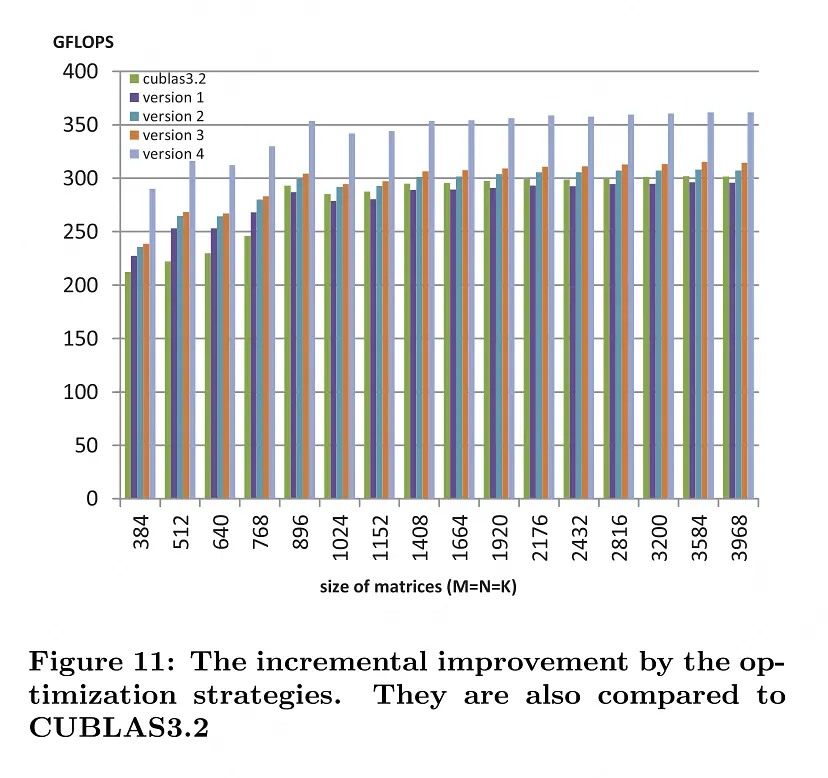 GFLOPS
400
350
300
250
200
150
100
50
0
cublas3.2
version 1
version 2
version 3
version 4
384
512
640
768
896
1024
1152
1408
1664
1920
2176
2432
2816
3200
3584
3968
size of matrices (M=N=K)
Figure 11: The incremental improvement by the op-
timization strategies. They are also compared to
CUBLAS3.2